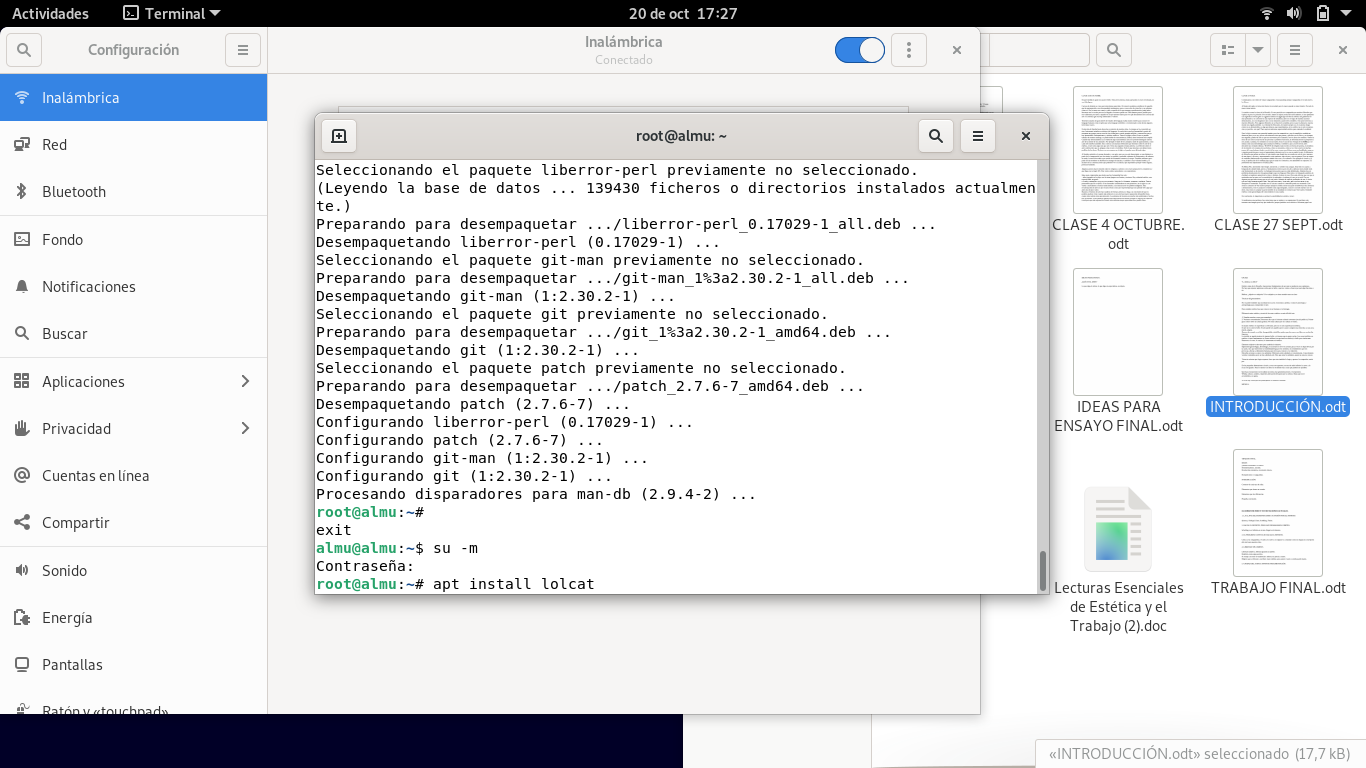 Actividades
Terminal
20 de oct 17:27
Configuración
Inalámbrica
Conectado
Inalámbrica
Red
Bluetooth
Fondo
Notificaciones
Buscar
Aplicaciones
Privacidad
Cuentas en línea
Compartir
Sonido
Energía
Pantallas
Ratón y «touchpad»
root@almu: ~
Seleccionando el paquete liberror-perl previamente no seleccionado.
(Leyendo la base de datos ... 139430 ficheros o directorios instalados actualmen
te.)
Preparando para desempaquetar .../liberror-perl_0.17029-1_all.deb ...
Desempaquetando liberror-perl (0.17029-1) ...
Seleccionando el paquete git-man previamente no seleccionado.
Preparando para desempaquetar .../git-man_1%3a2.30.2-1_all.deb ...
Desempaquetando git-man (1:2.30.2-1) ...
Seleccionando el paquete git previamente no seleccionado.
Preparando para desempaquetar .../git_1%3a2.30.2-1_amd64.deb ...
Desempaquetando git (1:2.30.2-1) ...
Seleccionando el paquete patch previamente no seleccionado.
Preparando para desempaquetar .../patch_2.7.6-7_amd64.deb ...
Desempaquetando patch (2.7.6-7) ...
Configurando liberror-perl (0.17029-1) ...
Configurando patch (2.7.6-7) ...
Configurando git-man (1:2.30.2-1) ...
Configurando git (1:2.30.2-1) ...
Procesando disparadores para man-db (2.9.4-2) ...
root@almu:~#
exit
almu@almu:~$ su -m
Contraseña:
root@almu:~# apt install lolcat
CLASE 4 OCTUBRE.
odt
CLASE 27 SEPT.odt
IDEAS PARA
ENSAYO FINAL.odt
INTRODUCCIÓN.odt
Lecturas Esenciales
de Estética y el
Trabajo (2).doc
TRABAJO FINAL.odt
«INTRODUCCIÓN.odt» seleccionado (17,7 kB)